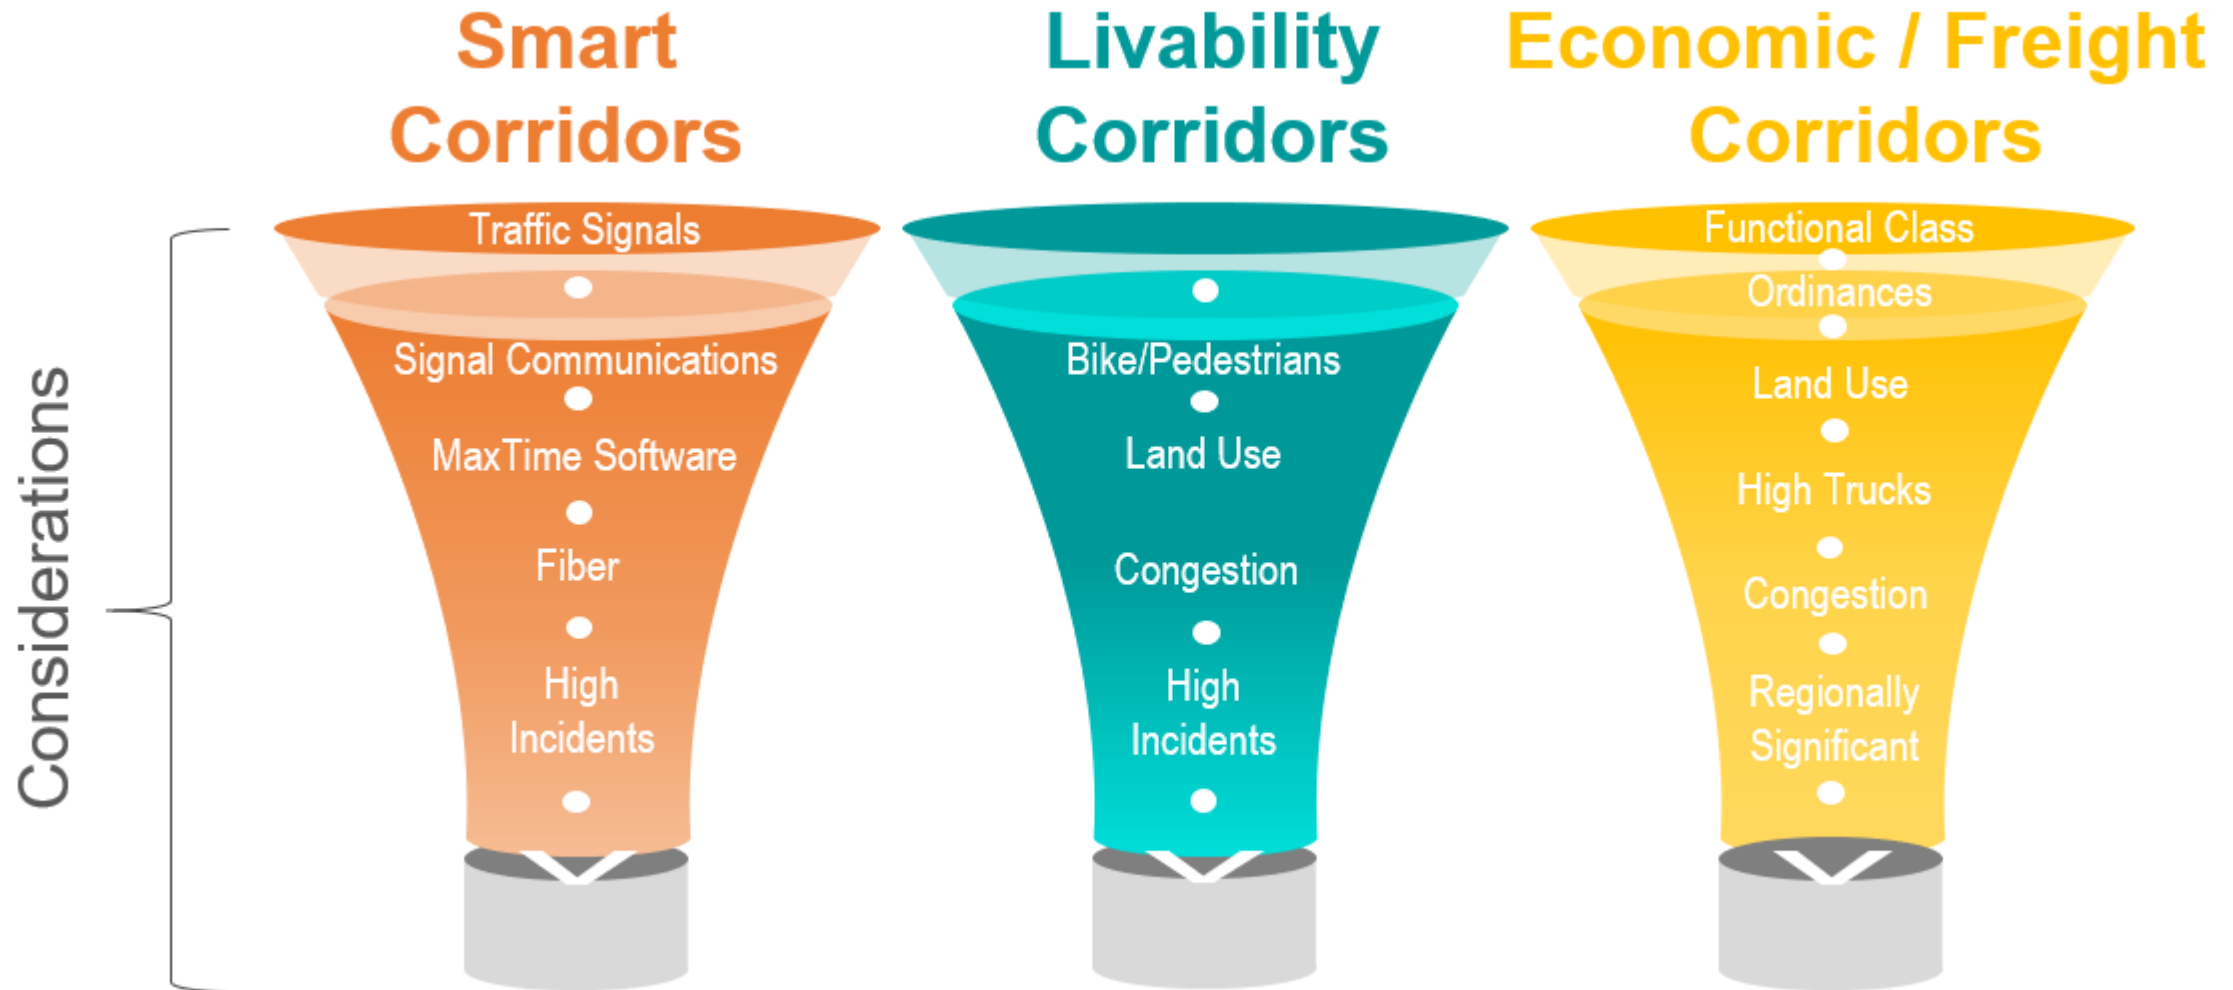 Smart
Corridors
Livability
Corridors
Economic / Freight
Corridors
Considerations
Traffic Signals
Signal Communications
MaxTime Software
Fiber
High
Incidents
Bike/Pedestrians
Land Use
Congestion
High
Incidents
Functional Class
Ordinances
Land Use
High Trucks
Congestion
Regionally
Significant